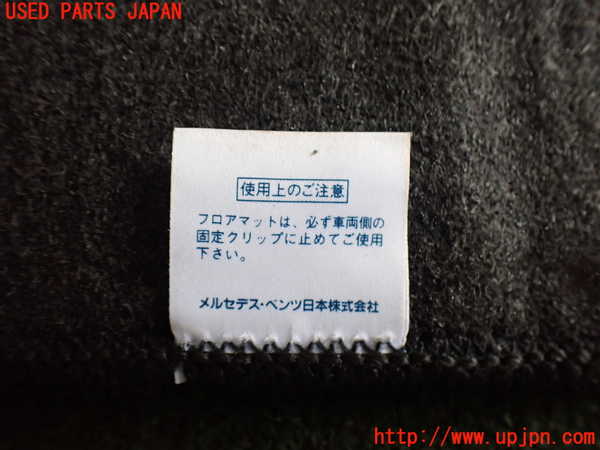 USED PARTS JAPAN
使用上のご注意
フロアマットは、必ず車両側の
固定クリップに止めてご使用
下さい。
メルセデス・ベンツ日本株式会社
http://www.upjpn.com/